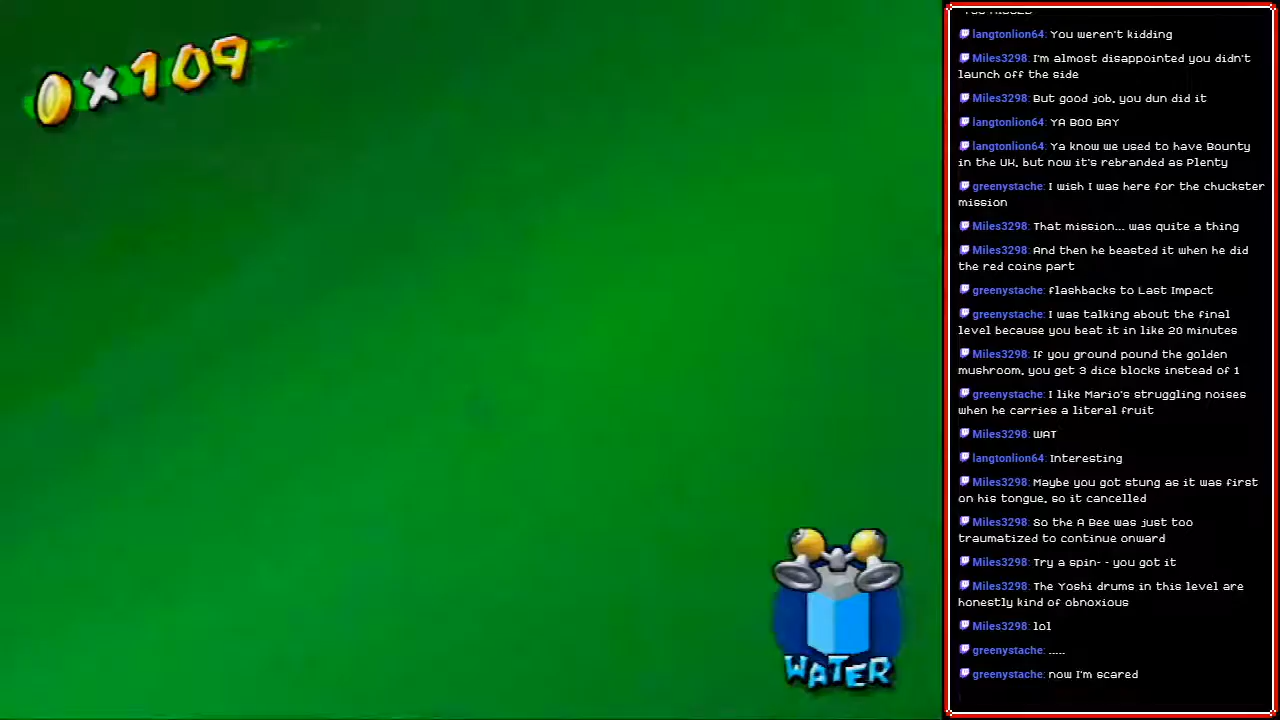 0×109
WATER
langtonlion64: You weren't kidding
Miles3298: I'm almost disappointed you didn't
launch off the side
Miles3298: But good job, you dun did it
langtonlion64: YA BOO BAY
langtonlion64: Ya know we used to have Bounty
in the UK, but now it's rebranded as Plenty
greenystache: I wish I was here for the chuckster
mission
Miles3298: That mission... was quite a thing
Miles3298: And then he beasted it when he did
the red coins part
greenystache: flashbacks to Last Impact
greenystache: I was talking about the final
level because you beat it in like 20 minutes
Miles3298: If you ground pound the golden
mushroom, you get 3 dice blocks instead of 1
greenystache: I like Mario's struggling noises
when he carries a literal fruit
Miles3298: WAT
langtonlion64: Interesting
Miles3298: Maybe you got stung as it was first
on his tongue, so it cancelled
Miles3298: So the A Bee was just too
traumatized to continue onward
Miles3298: Try a spin- - you got it
Miles3298: The Yoshi drums in this level are
honestly kind of obnoxious
Miles3298: lol
greenystache: .....
greenystache: now I'm scared